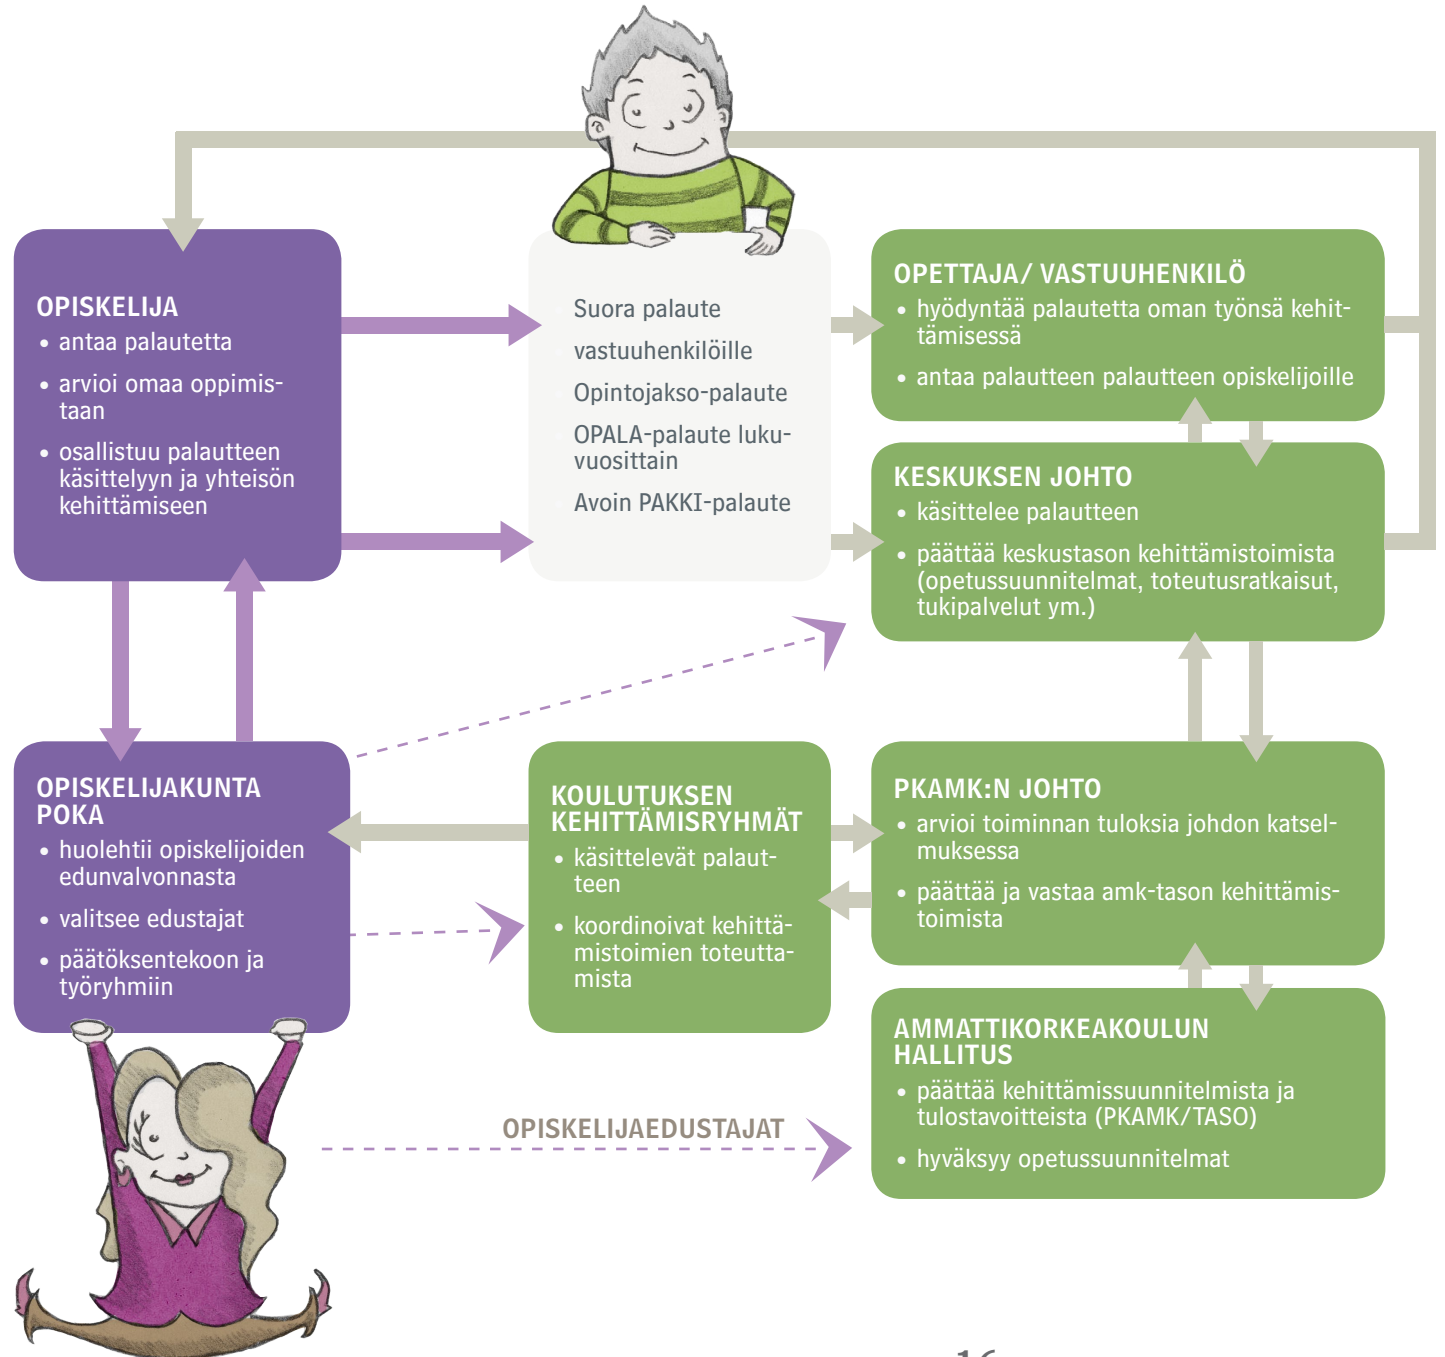 OPISKELIJA
• antaa palautetta
• arvioi omaa oppimis-
taan
• osallistuu palautteen
käsittelyyn ja yhteisön
kehittämiseen
Suora palaute
vastuuhenkilöille
Opintojakso-palaute
OPALA-palaute luku-
vuosittain
Avoin PAKKI-palaute
OPETTAJA/ VASTUUHENKILÖ
• hyödyntää palautetta oman työnsä kehit-
tämisessä
• antaa palautteen palautteen opiskelijoille
KESKUKSEN JOHTO
• käsittelee palautteen
• päättää keskustason kehittämistoimista
(opetussuunnitelmat, toteutusratkaisut,
tukipalvelut ym.)
OPISKELIJAKUNTA
POKA
• huolehtii opiskelijoiden
edunvalvonnasta
• valitsee edustajat
• päätöksentekoon ja
työryhmiin
KOULUTUKSEN
KEHITTÄMISRYHMÄT
• käsittelevät palaut-
teen
• koordinoivat kehittä-
mistoimien toteutta-
mista
PKAMK:N JOHTO
• arvioi toiminnan tuloksia johdon katsel-
muksessa
• päättää ja vastaa amk-tason kehittämis-
toimista
AMMATTIKORKEAKOULUN
HALLITUS
• päättää kehittämissuunnitelmista ja
tulostavoitteista (PKAMK/TASO)
• hyväksyy opetussuunnitelmat
OPISKELIJAEDUSTAJAT